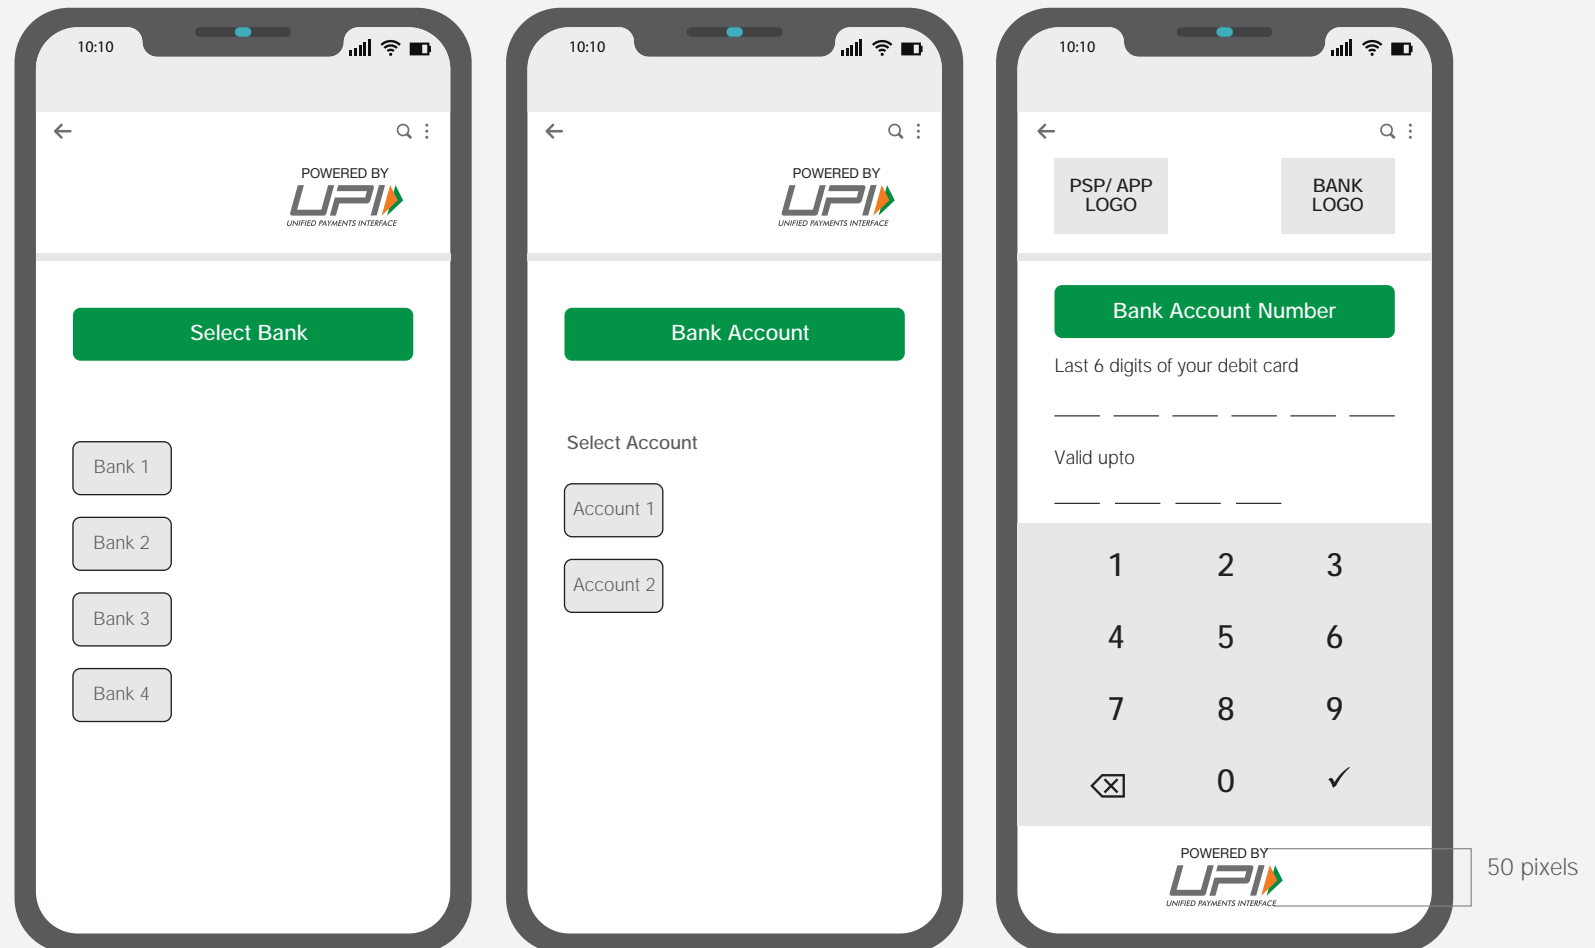 10:10
POWERED BY
UPI
UNIFIED PAYMENTS INTERFACE
Select Bank
Bank 1
Bank 2
Bank 3
Bank 4
10:10
POWERED BY
UPI
UNIFIED PAYMENTS INTERFACE
Bank Account
Select Account
Account 1
Account 2
10:10
PSP/ APP
LOGO
BANK
LOGO
Bank Account Number
Last 6 digits of your debit card
Valid upto
1 2 3
4 5 6
7 8 9
0
POWERED BY
UPI
UNIFIED PAYMENTS INTERFACE
50 pixels